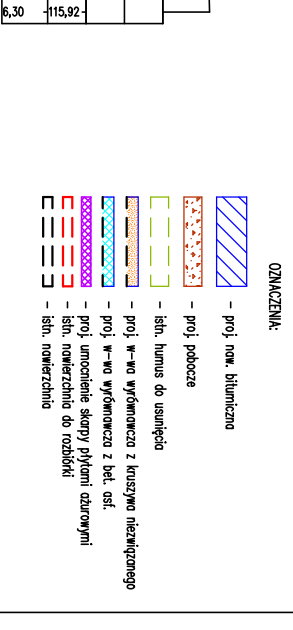 6,30 115,92
OZNACZENIA:
- proj. naw. bitumiczna
- proj. pobocze
- istn. humus do usunięcia
- proj. w-wa wyrównawcza z kruszywa niezwiązanego
- proj. w-wa wyrównawcza z bet. asf.
- proj. umocnienie skarpy płytami ażurowymi
- istn. nawierzchnia do rozbiórki
- istn. nawierzchnia